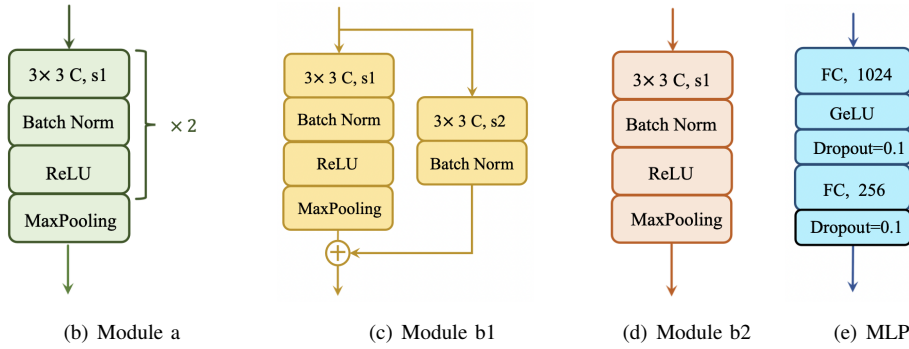 3× 3 C, s1
Batch Norm
ReLU
MaxPooling
× 2
3× 3 C, s1
Batch Norm
ReLU
MaxPooling
3× 3 C, s2
Batch Norm
+
3× 3 C, s1
Batch Norm
ReLU
MaxPooling
FC, 1024
GeLU
Dropout=0.1
FC, 256
Dropout=0.1
(b) Module a
(c) Module b1
(d) Module b2
(e) MLP